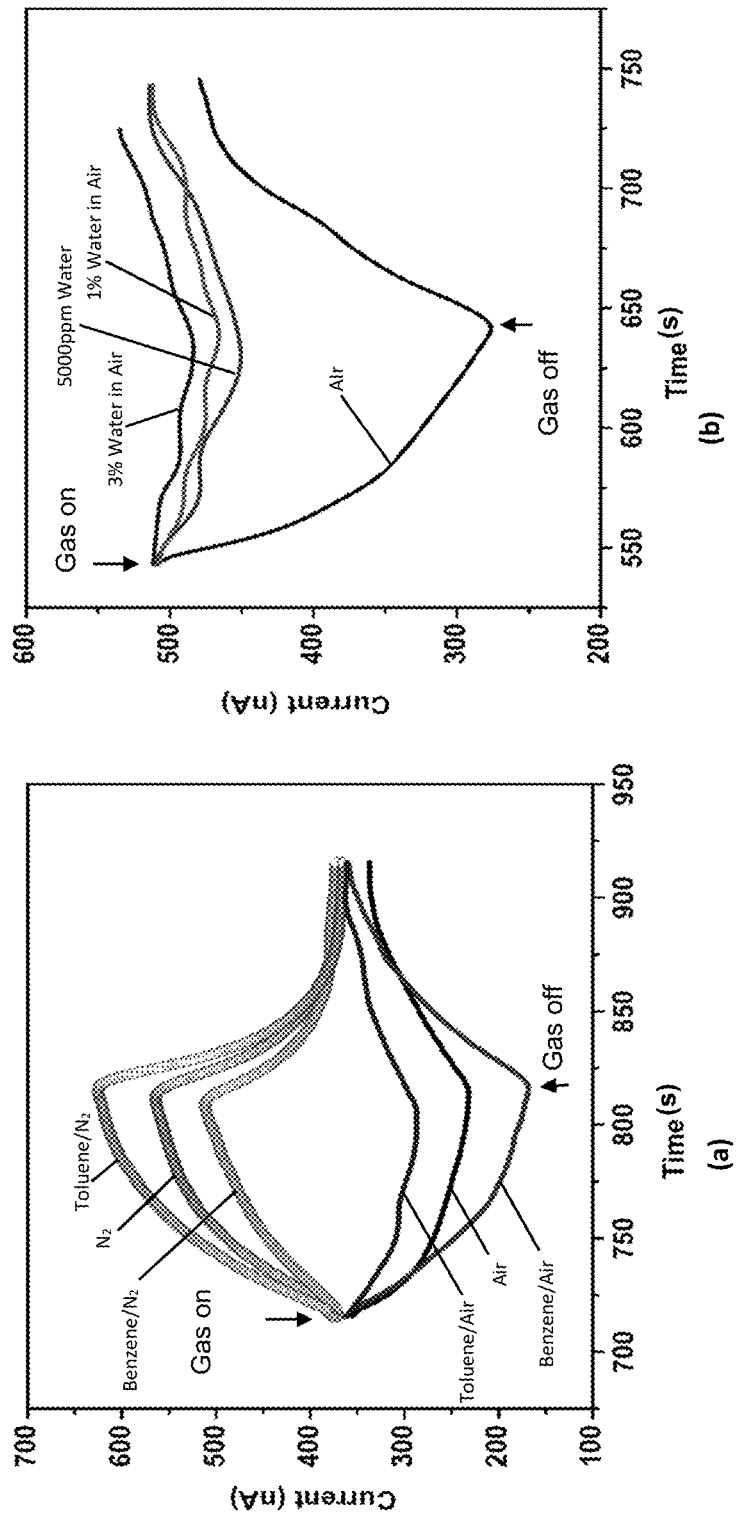 700
600
500
400
300
200
100
Current (nA)
Toluene/N₂
N₂
Benzene/N₂
Gas on
Toluene/Air
Air
Benzene/Air
Gas off
700
750
800
850
900
950
Time (s)
(a)
600
500
400
300
200
Current (nA)
Gas on
3% Water in Air
5000ppm Water
1% Water in Air
Air
Gas off
550
600
650
700
750
Time (s)
(b)